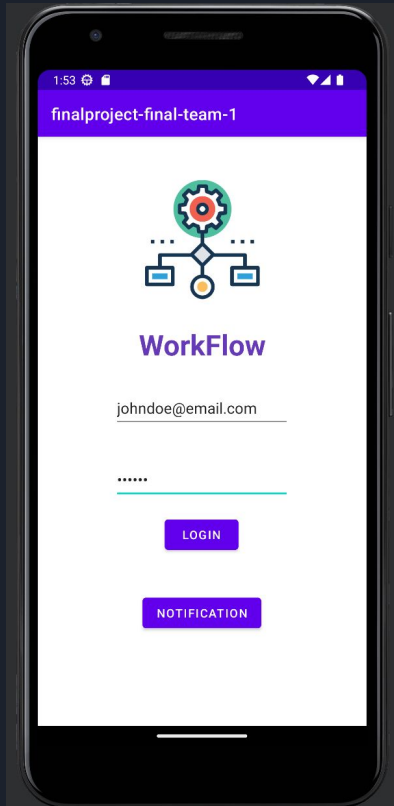 1:53
finalproject-final-team-1
WorkFlow
johndoe@email.com
••••••
LOGIN
NOTIFICATION